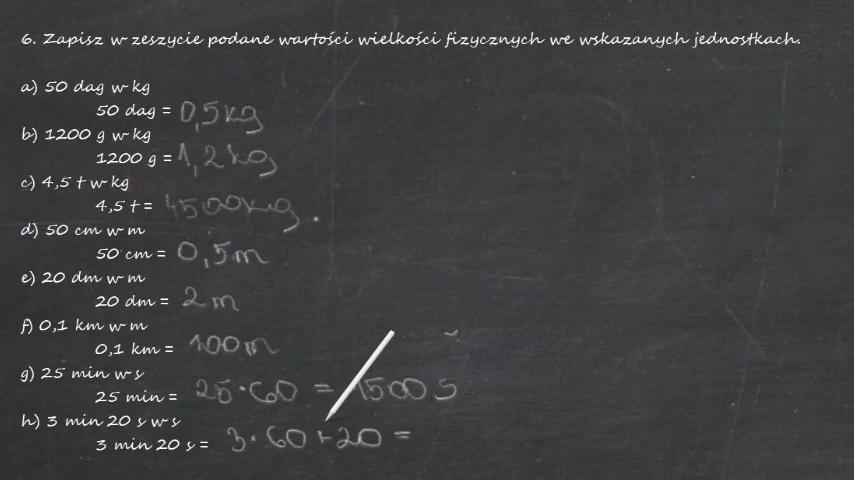 6. Zapisz w zeszycie podane wartości wielkości fizycznych we wskazanych jednostkach.
a) 50 dag w kg
50 dag = 0,5kg
b) 1200 g w kg
1200 g = 1,2kg
c) 4,5 t w kg
4,5 t = 4500kg.
d) 50 cm w m
50 cm = 0,5m
e) 20 dm w m
20 dm = 2m
f) 0,1 km w m
0,1 km = 100m
g) 25 min w s
25 min = 25·60 = 1500 s
h) 3 min 20 s w s
3 min 20 s = 3·60+20 =